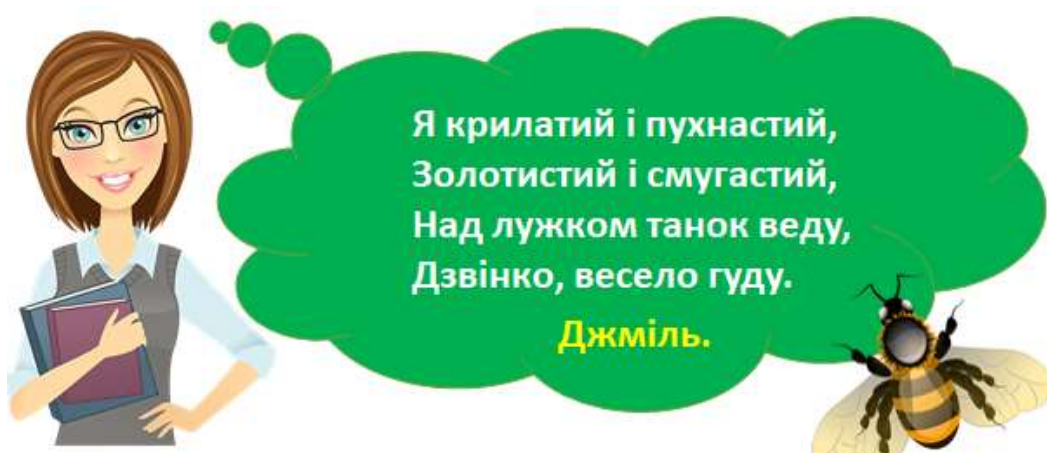 Я крилатий і пухнастий,
Золотистий і смугастий,
Над лужком танок веду,
Дзвінко, весело гуду.
Джміль.